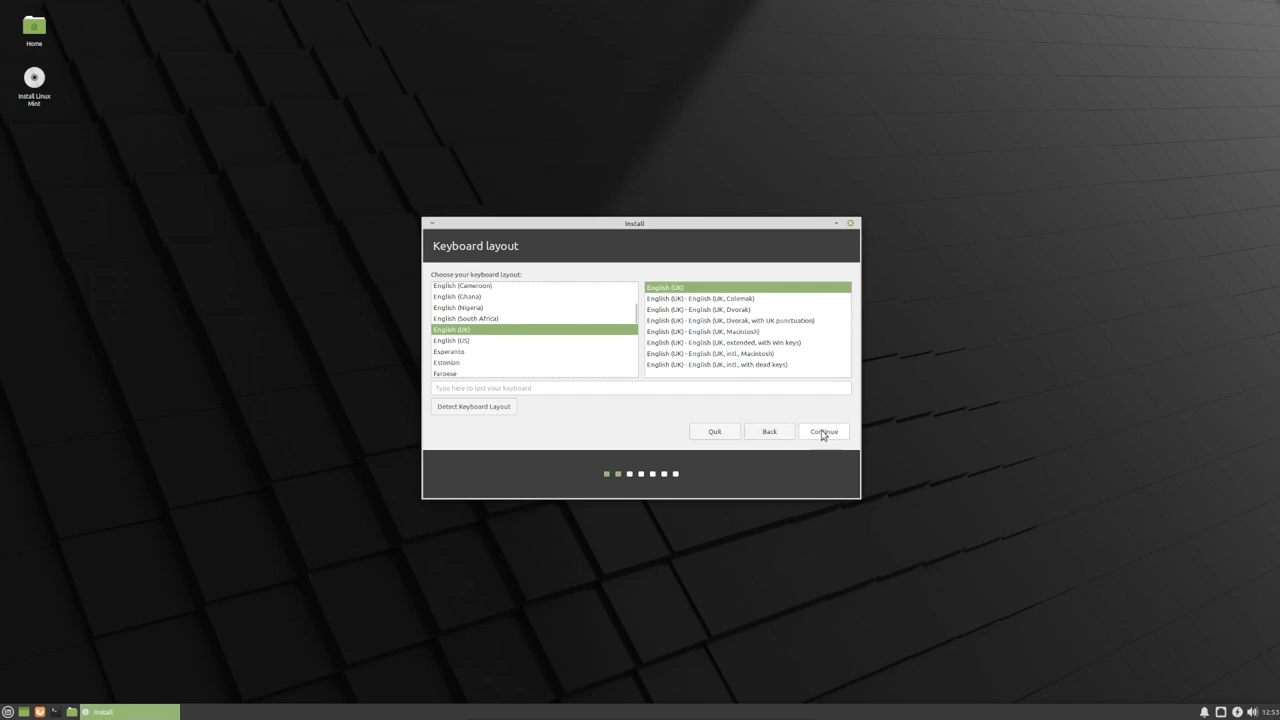 Home
Install Linux
Mint
Install
Keyboard layout
Choose your keyboard layout:
English (Cameroon)
English (Ghana)
English (Nigeria)
English (South Africa)
English (UK)
English (US)
Esperanto
Estonian
Faroese
English (UK)
English (UK) - English (UK, Colemak)
English (UK) - English (UK, Dvorak)
English (UK) - English (UK, Dvorak, with UK punctuation)
English (UK) - English (UK, Macintosh)
English (UK) - English (UK, extended, with Win keys)
English (UK) - English (UK, intl., Macintosh)
English (UK) - English (UK, intl., with dead keys)
Type here to test your keyboard
Detect Keyboard Layout
Quit
Back
Continue
Install
12:53